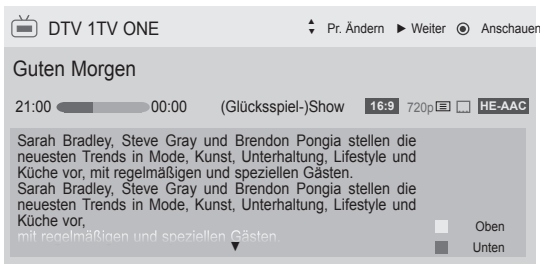 DTV 1TV ONE Pr. Ändern Weiter Anschauen
Guten Morgen
21:00 00:00 (Glücksspiel-)Show 16:9 720p HE-AAC
Sarah Bradley, Steve Gray und Brendon Pongia stellen die
neuesten Trends in Mode, Kunst, Unterhaltung, Lifestyle und
Küche vor, mit regelmäßigen und speziellen Gästen.
Sarah Bradley, Steve Gray und Brendon Pongia stellen die
neuesten Trends in Mode, Kunst, Unterhaltung, Lifestyle und
Küche vor,
mit regelmäßigen und speziellen Gästen.
Oben
Unten